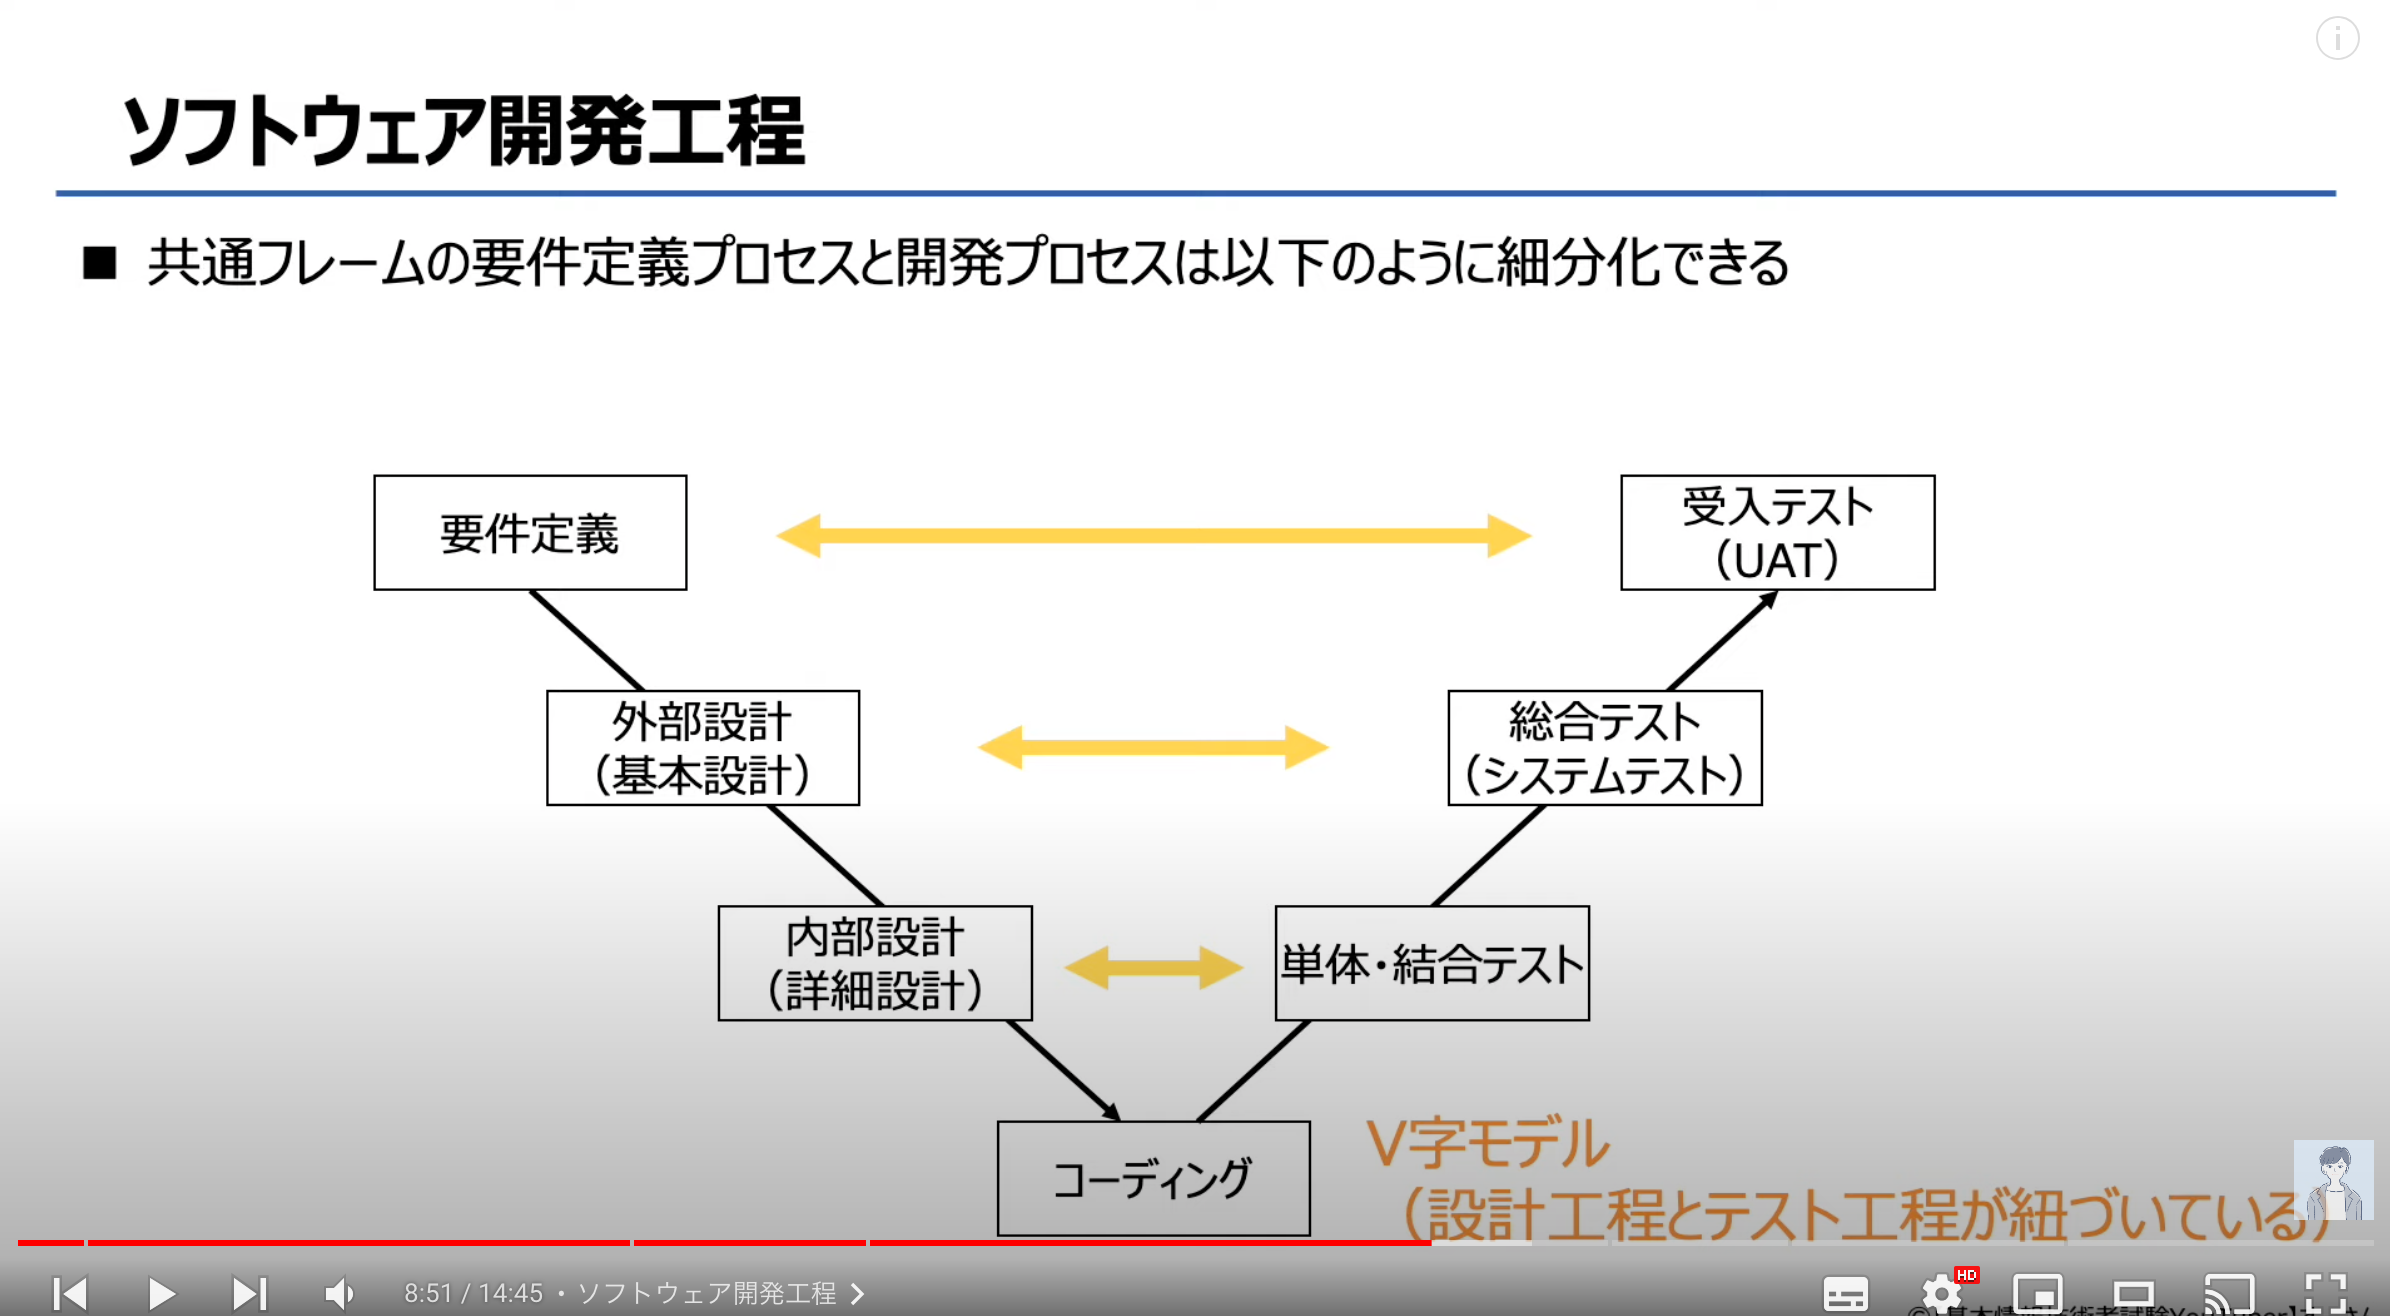 ソフトウェア開発工程
■ 共通フレームの要件定義プロセスと開発プロセスは以下のように細分化できる
要件定義
受入テスト
（UAT）
外部設計
（基本設計）
総合テスト
（システムテスト）
内部設計
（詳細設計）
単体・結合テスト
コーディング
V字モデル
（設計工程とテスト工程が紐づいている）
8:51 / 14:45 • ソフトウェア開発工程
HD